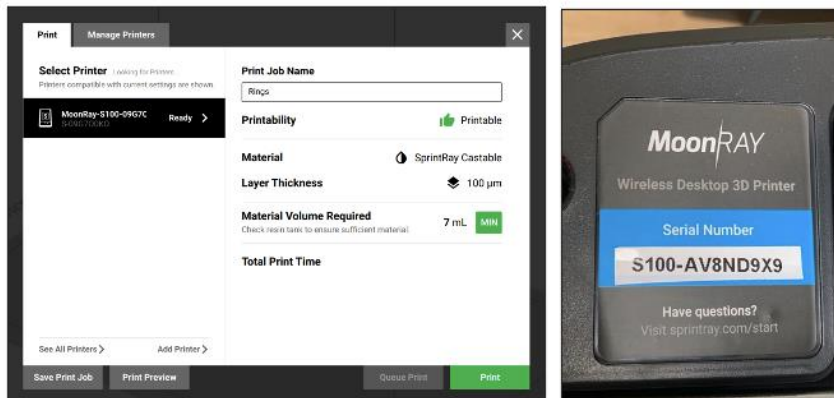 Print Manage Printers
Select Printer Looking for Printers...
Printers compatible with current settings are shown
MoonRay-S100-09G7C Ready
Print Job Name
Rings
Printability Printable
Material SprintRay Castable
Layer Thickness 100 µm
Material Volume Required
Check resin tank to ensure sufficient material.
7 mL MIN
Total Print Time
See All Printers Add Printer
Save Print Job Print Preview Queue Print Print
MoonRAY
Wireless Desktop 3D Printer
Serial Number
S100-AV8ND9X9
Have questions?
Visit sprintray.com/start